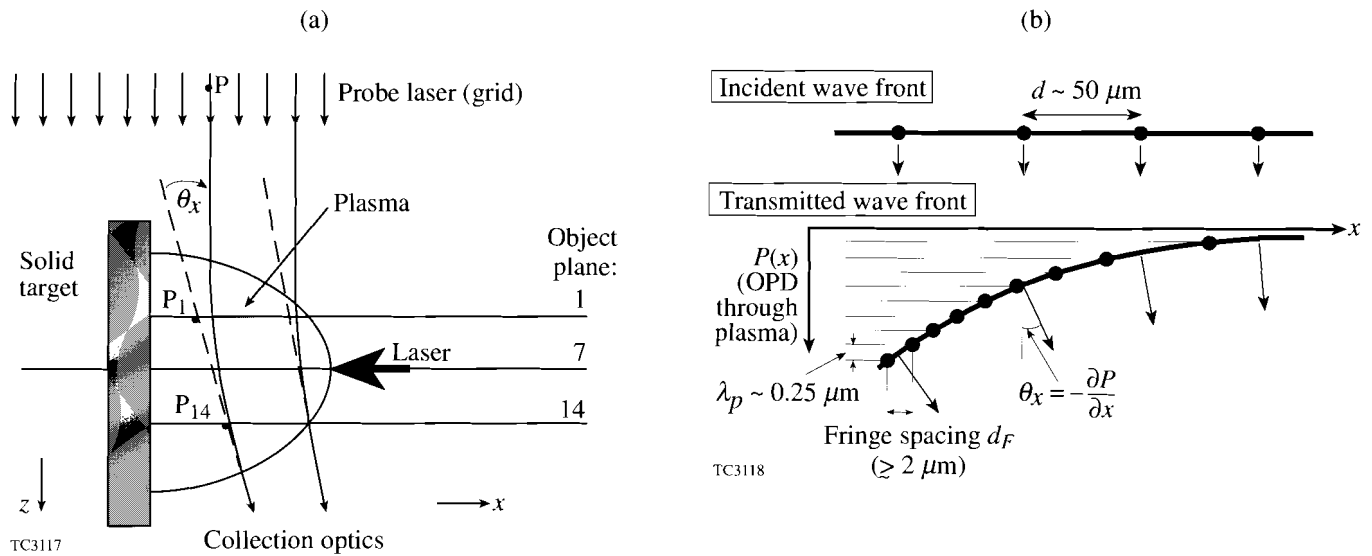 (a)
P
Probe laser (grid)
θx
Plasma
Solid
target
Object
plane:
P1
1
Laser
7
P14
14
z
x
Collection optics
TC3117
(b)
Incident wave front
d ~ 50 μm
Transmitted wave front
x
P(x)
(OPD
through
plasma)
λp ~ 0.25 μm
θx = −∂P/∂x
Fringe spacing dF
(≥ 2 μm)
TC3118